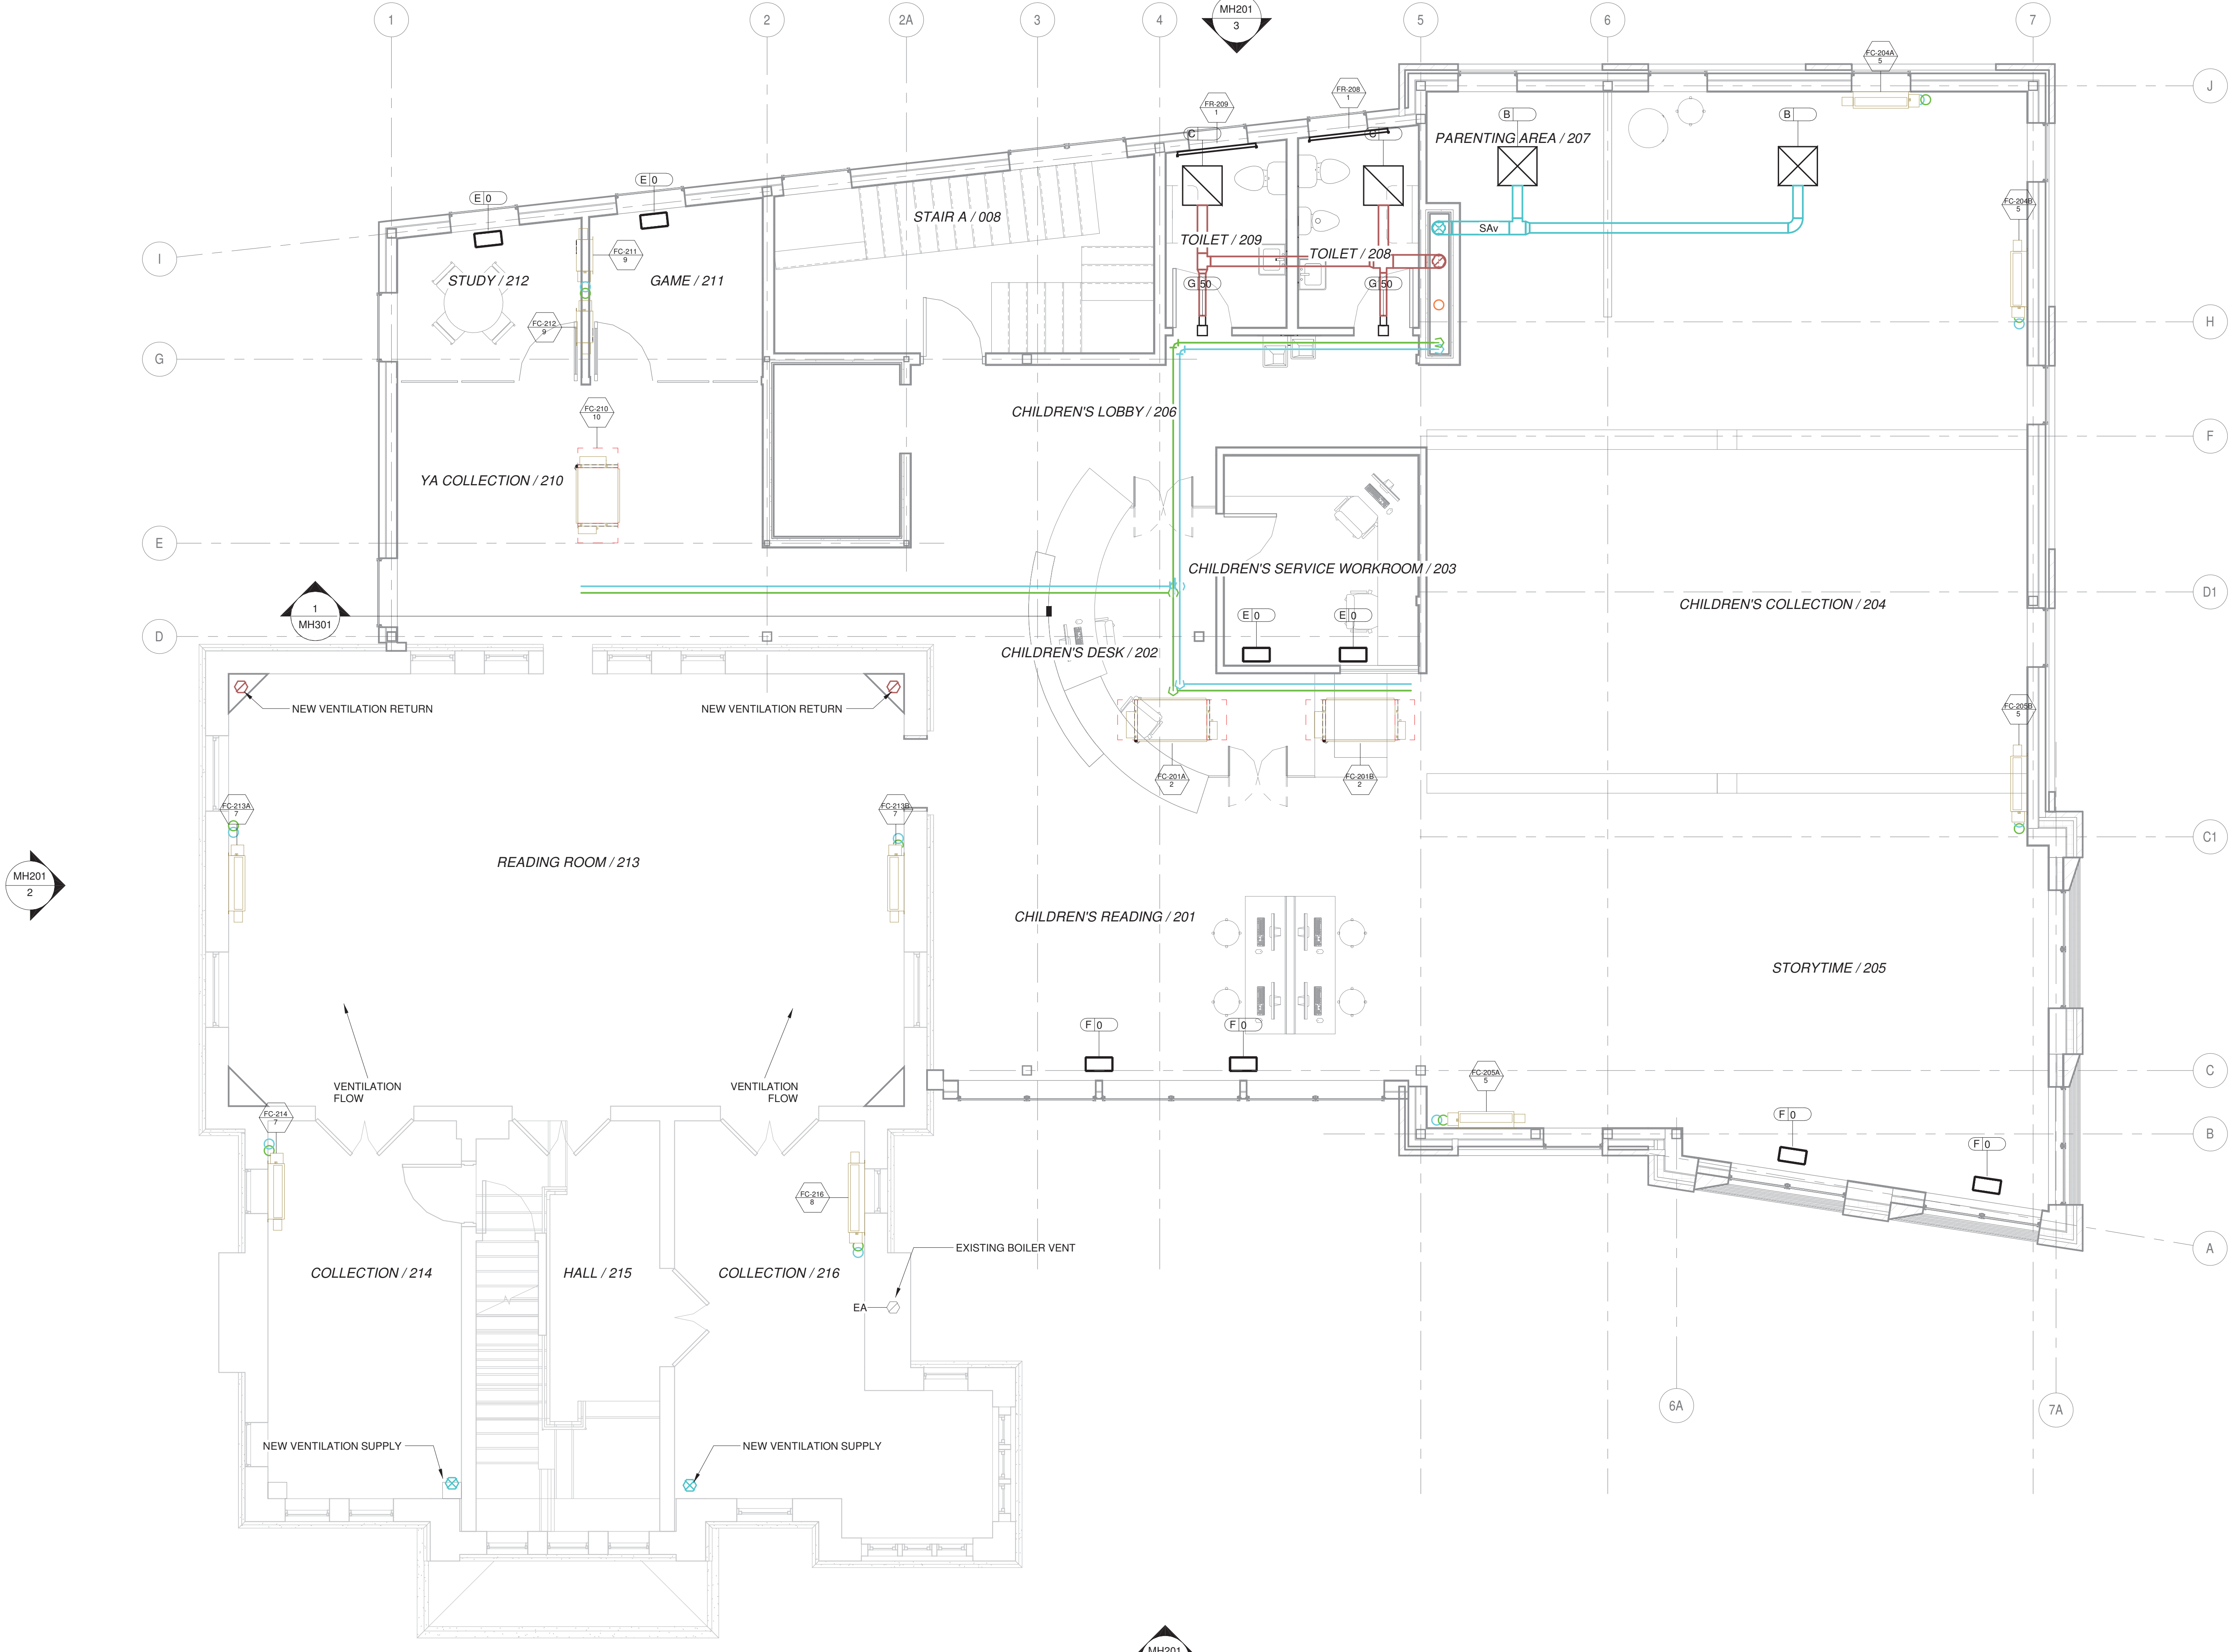 MH201
3
1
2
2A
3
4
5
6
7
FC-204A
5
J
FR-208
1
FR-209
1
C
B
B
PARENTING AREA / 207
E 0
E 0
FC-204B
5
STAIR A / 008
SAv
TOILET / 209
TOILET / 208
I
FC-211
9
STUDY / 212
GAME / 211
G 50
G 50
FC-212
9
H
G
FC-210
10
CHILDREN'S LOBBY / 206
F
YA COLLECTION / 210
E
CHILDREN'S SERVICE WORKROOM / 203
D1
CHILDREN'S COLLECTION / 204
1
MH301
E 0
E 0
D
CHILDREN'S DESK / 202
NEW VENTILATION RETURN
NEW VENTILATION RETURN
FC-205B
5
FC-201A
2
FC-201B
2
FC-213A
7
FC-213B
7
C1
READING ROOM / 213
MH201
2
CHILDREN'S READING / 201
STORYTIME / 205
F 0
F 0
C
FC-205A
5
VENTILATION
FLOW
VENTILATION
FLOW
FC-214
7
F 0
B
F 0
FC-216
8
EXISTING BOILER VENT
A
COLLECTION / 214
HALL / 215
COLLECTION / 216
EA
6A
7A
NEW VENTILATION SUPPLY
NEW VENTILATION SUPPLY
MH201